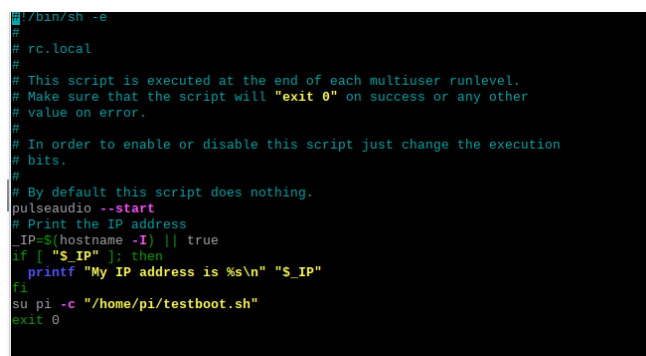 #!/bin/sh -e
#
# rc.local
#
# This script is executed at the end of each multiuser runlevel.
# Make sure that the script will "exit 0" on success or any other
# value on error.
#
# In order to enable or disable this script just change the execution
# bits.
#
# By default this script does nothing.
pulseaudio --start
# Print the IP address
_IP=$(hostname -I) || true
if [ "$_IP" ]; then
  printf "My IP address is %s\n" "$_IP"
fi
su pi -c "/home/pi/testboot.sh"
exit 0